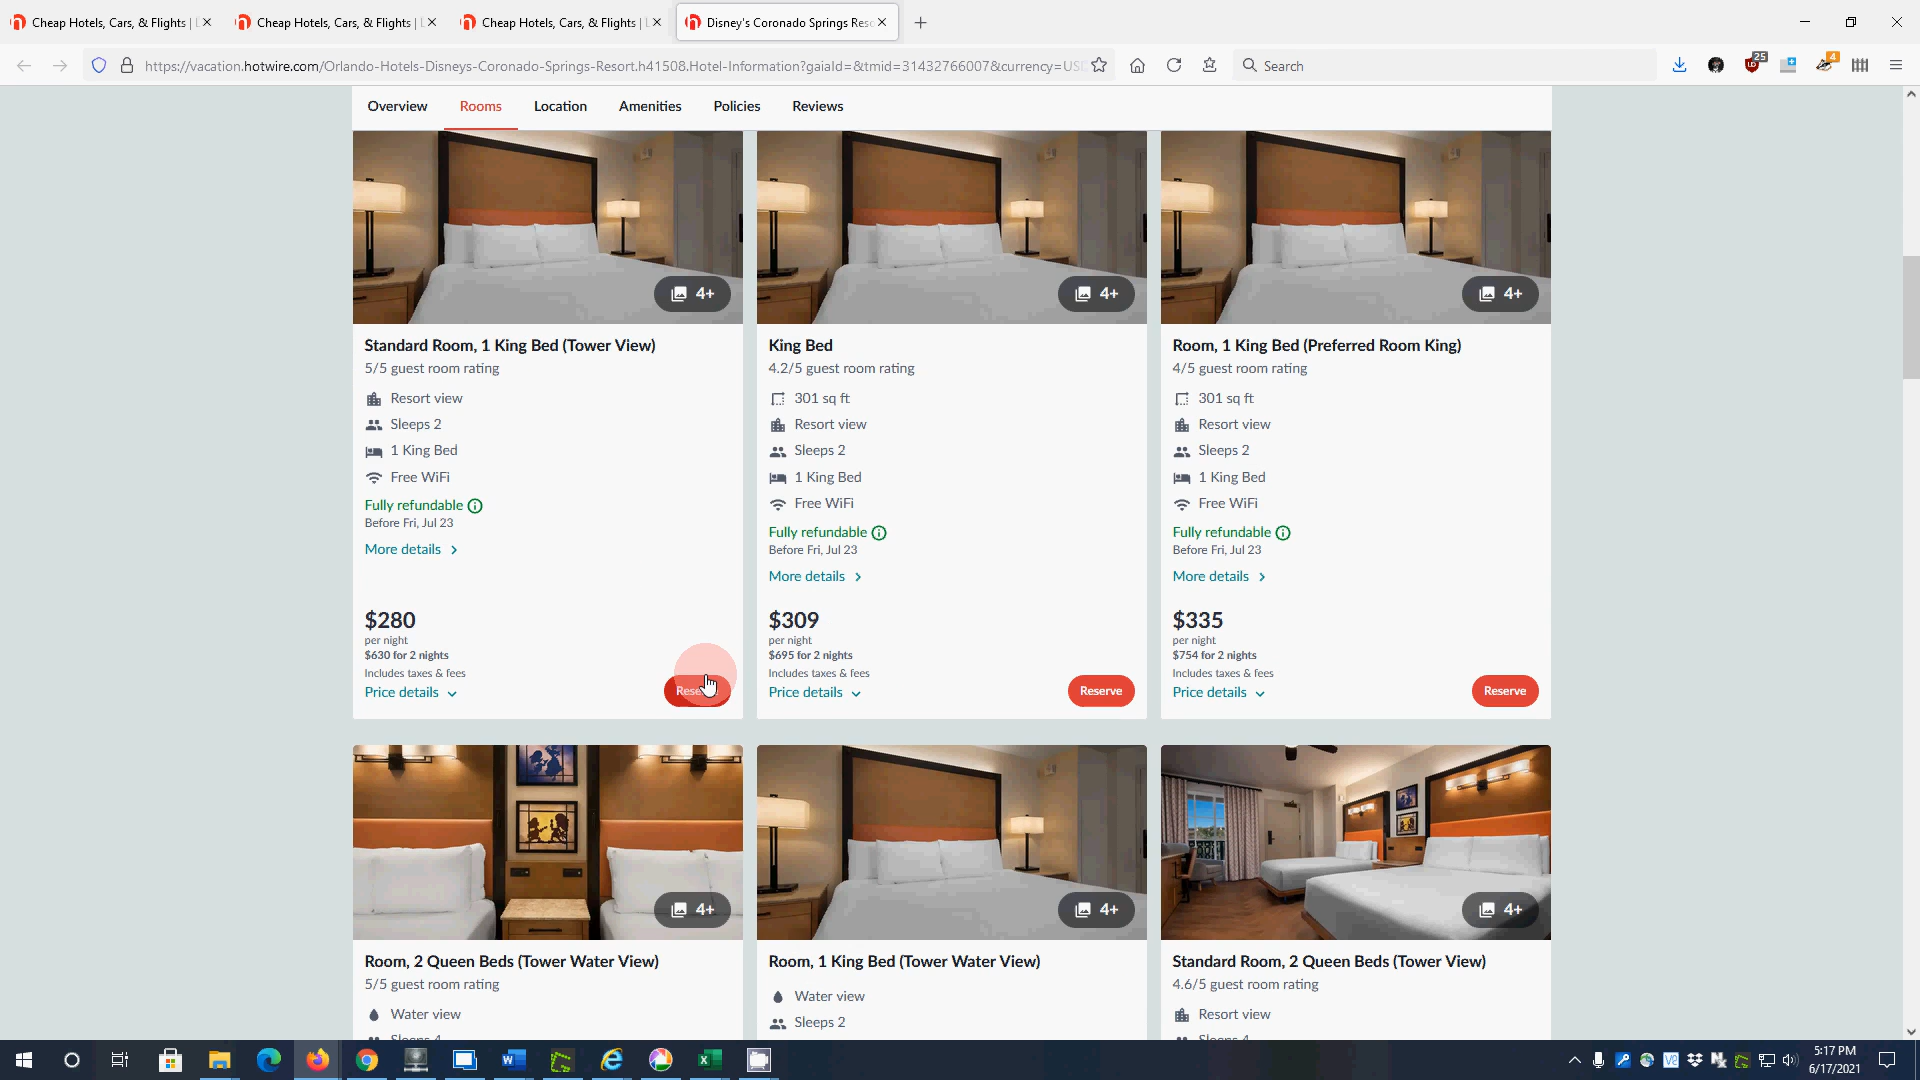 Cheap Hotels, Cars, & Flights |
Cheap Hotels, Cars, & Flights |
Cheap Hotels, Cars, & Flights |
Disney's Coronado Springs Res
https://vacation.hotwire.com/Orlando-Hotels-Disneys-Coronado-Springs-Resort.h41508.Hotel-Information?gaiaId=&tmid=31432766007&currency=USD
Search
25
4
Overview
Rooms
Location
Amenities
Policies
Reviews
4+
4+
4+
Standard Room, 1 King Bed (Tower View)
5/5 guest room rating
Resort view
Sleeps 2
1 King Bed
Free WiFi
Fully refundable
Before Fri, Jul 23
More details
$280
per night
$630 for 2 nights
Includes taxes & fees
Price details
King Bed
4.2/5 guest room rating
301 sq ft
Resort view
Sleeps 2
1 King Bed
Free WiFi
Fully refundable
Before Fri, Jul 23
More details
$309
per night
$695 for 2 nights
Includes taxes & fees
Price details
Reserve
Room, 1 King Bed (Preferred Room King)
4/5 guest room rating
301 sq ft
Resort view
Sleeps 2
1 King Bed
Free WiFi
Fully refundable
Before Fri, Jul 23
More details
$335
per night
$754 for 2 nights
Includes taxes & fees
Price details
Reserve
4+
4+
4+
Room, 2 Queen Beds (Tower Water View)
5/5 guest room rating
Water view
Sleeps 4
Room, 1 King Bed (Tower Water View)
Water view
Sleeps 2
Standard Room, 2 Queen Beds (Tower View)
4.6/5 guest room rating
Resort view
Sleeps 4
5:17 PM
6/17/2021